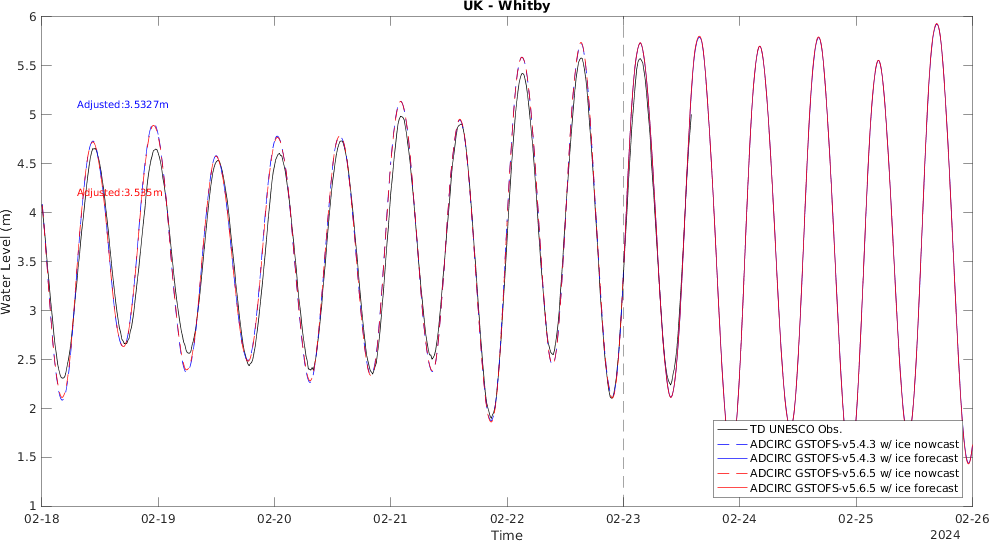 UK - Whitby
6
5.5
5
4.5
4
3.5
3
2.5
2
1.5
1
Water Level (m)
Adjusted:3.5327m
Adjusted:3.535m
TD UNESCO Obs.
ADCIRC GSTOFS-v5.4.3 w/ ice nowcast
ADCIRC GSTOFS-v5.4.3 w/ ice forecast
ADCIRC GSTOFS-v5.6.5 w/ ice nowcast
ADCIRC GSTOFS-v5.6.5 w/ ice forecast
02-18 02-19 02-20 02-21 02-22 02-23 02-24 02-25 02-26
Time
2024